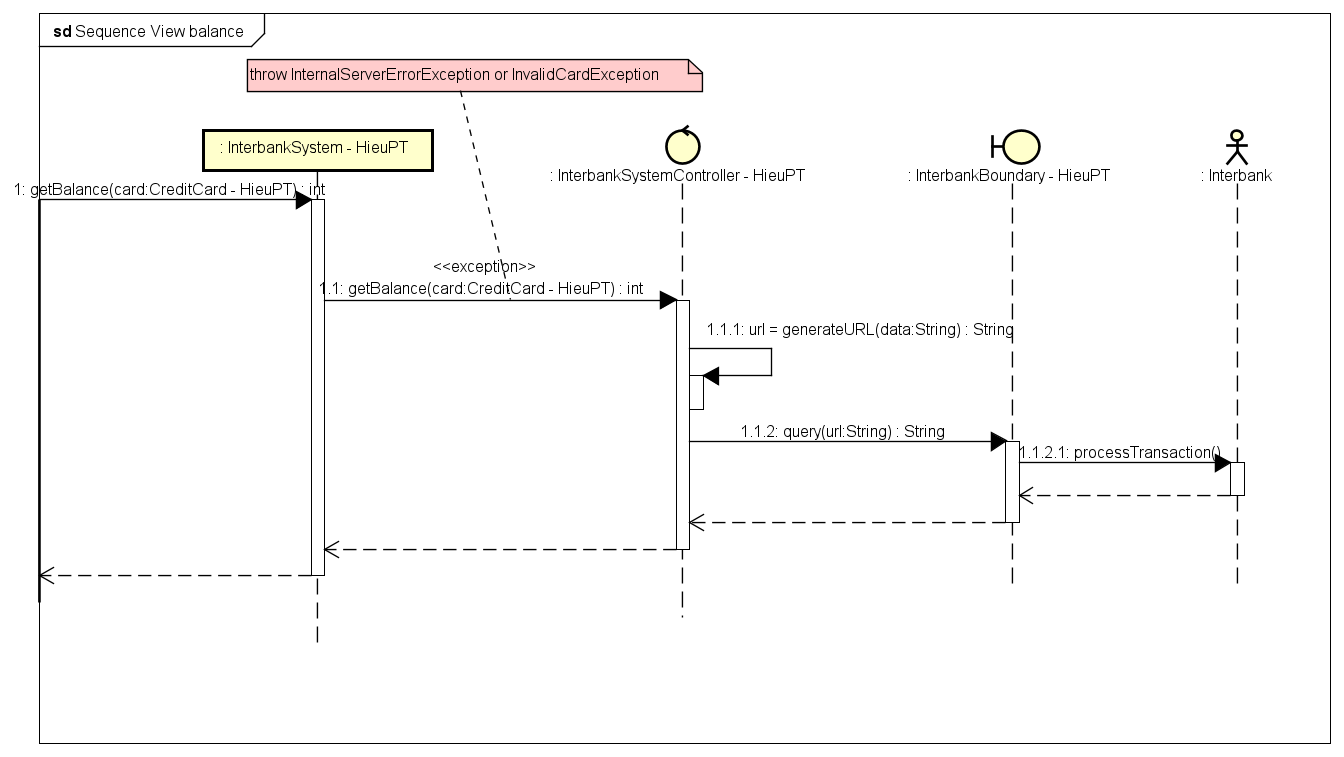 sd Sequence View balance
throw InternalServerErrorException or InvalidCardException
: InterbankSystem - HieuPT
: InterbankSystemController - HieuPT
: InterbankBoundary - HieuPT
: Interbank
1: getBalance(card:CreditCard - HieuPT) : int
<<exception>>
1.1: getBalance(card:CreditCard - HieuPT) : int
1.1.1: url = generateURL(data:String) : String
1.1.2: query(url:String) : String
1.1.2.1: processTransaction()